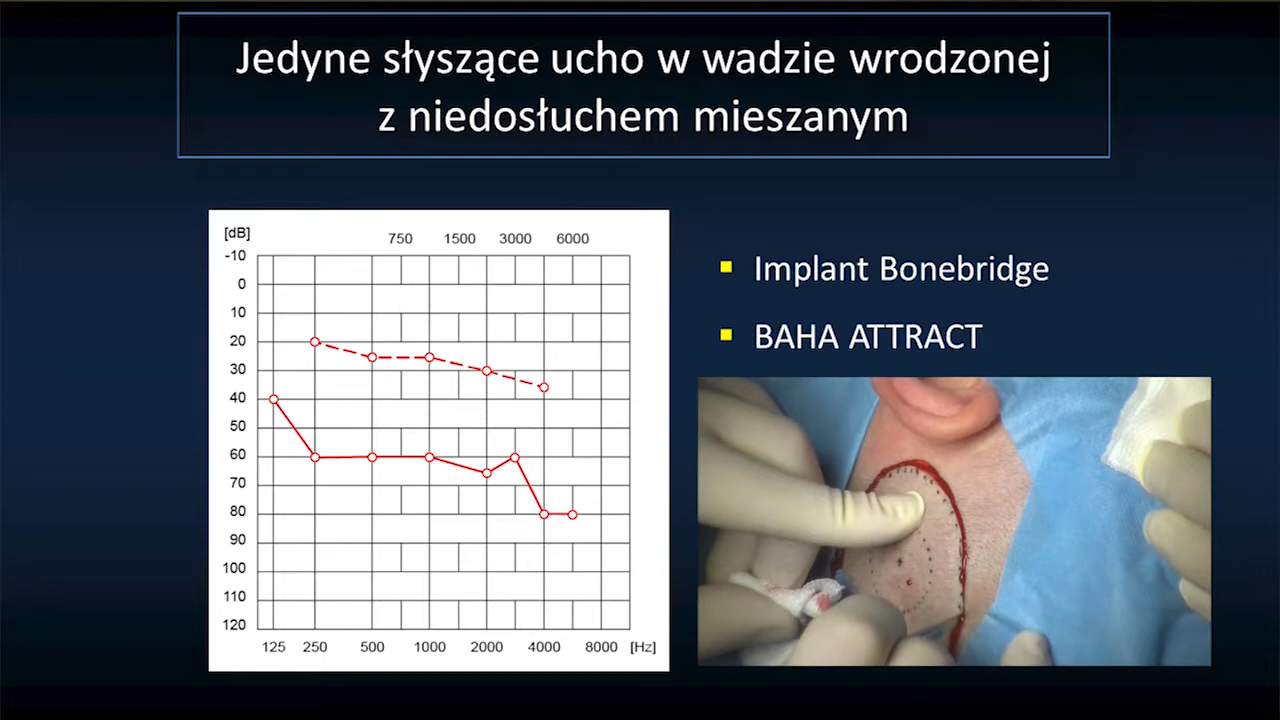 Jedyne słyszące ucho w wadzie wrodzonej
z niedosłuchem mieszanym
[dB]
750 1500 3000 6000
-10
0
10
20
30
40
50
60
70
80
90
100
110
120
125 250 500 1000 2000 4000 8000 [Hz]
Implant Bonebridge
BAHA ATTRACT